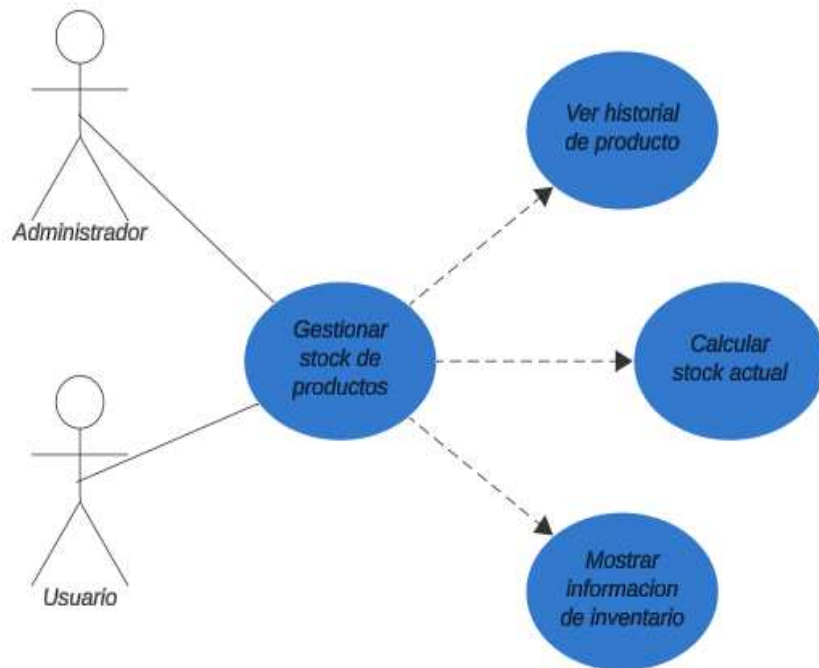 Ver historial
de producto
Administrador
Gestionar
stock de
productos
Calcular
stock actual
Usuario
Mostrar
informacion
de inventario